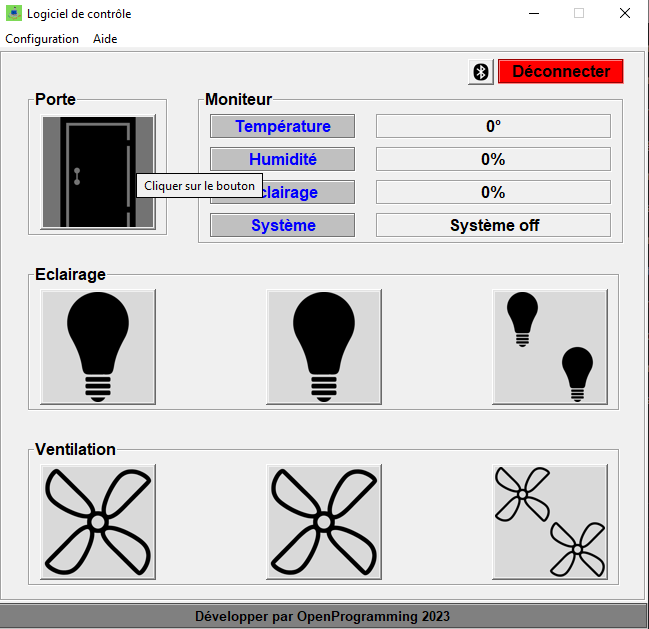 Logiciel de contrôle
Configuration Aide
Déconnecter
Porte
Moniteur
Température 0°
Humidité 0%
Cliquer sur le bouton
clairage 0%
Système Système off
Eclairage
Ventilation
Développer par OpenProgramming 2023